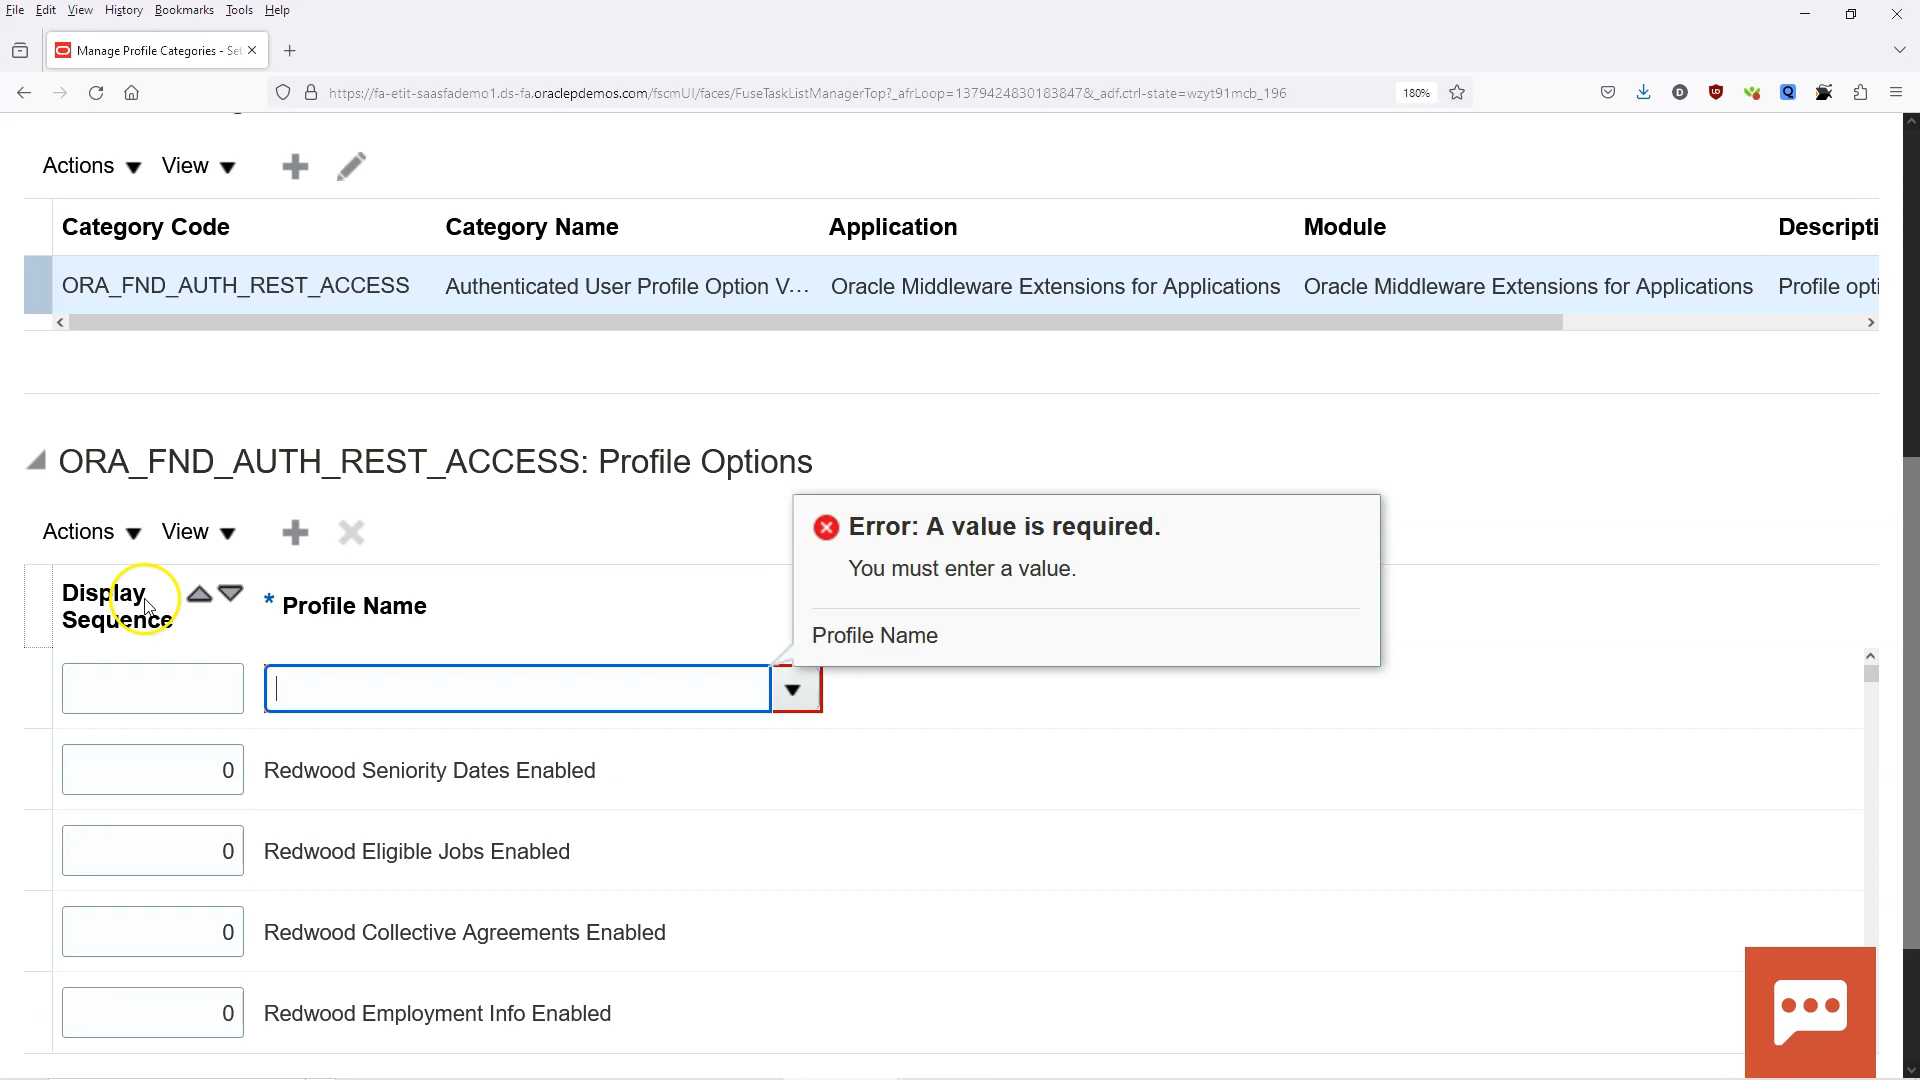 File Edit View History Bookmarks Tools Help
Manage Profile Categories - Set
https://fa-etit-saasfademo1.ds-fa.oraclepdemos.com/fscmUI/faces/FuseTaskListManagerTop?_afrLoop=1379424830183847&_adf.ctrl-state=wzyt91mcb_196
180%
Actions View
Category Code Category Name Application Module Descripti
ORA_FND_AUTH_REST_ACCESS Authenticated User Profile Option V... Oracle Middleware Extensions for Applications Oracle Middleware Extensions for Applications Profile opti
ORA_FND_AUTH_REST_ACCESS: Profile Options
Actions View
Error: A value is required.
You must enter a value.
Profile Name
Display
Sequence
* Profile Name
0 Redwood Seniority Dates Enabled
0 Redwood Eligible Jobs Enabled
0 Redwood Collective Agreements Enabled
0 Redwood Employment Info Enabled